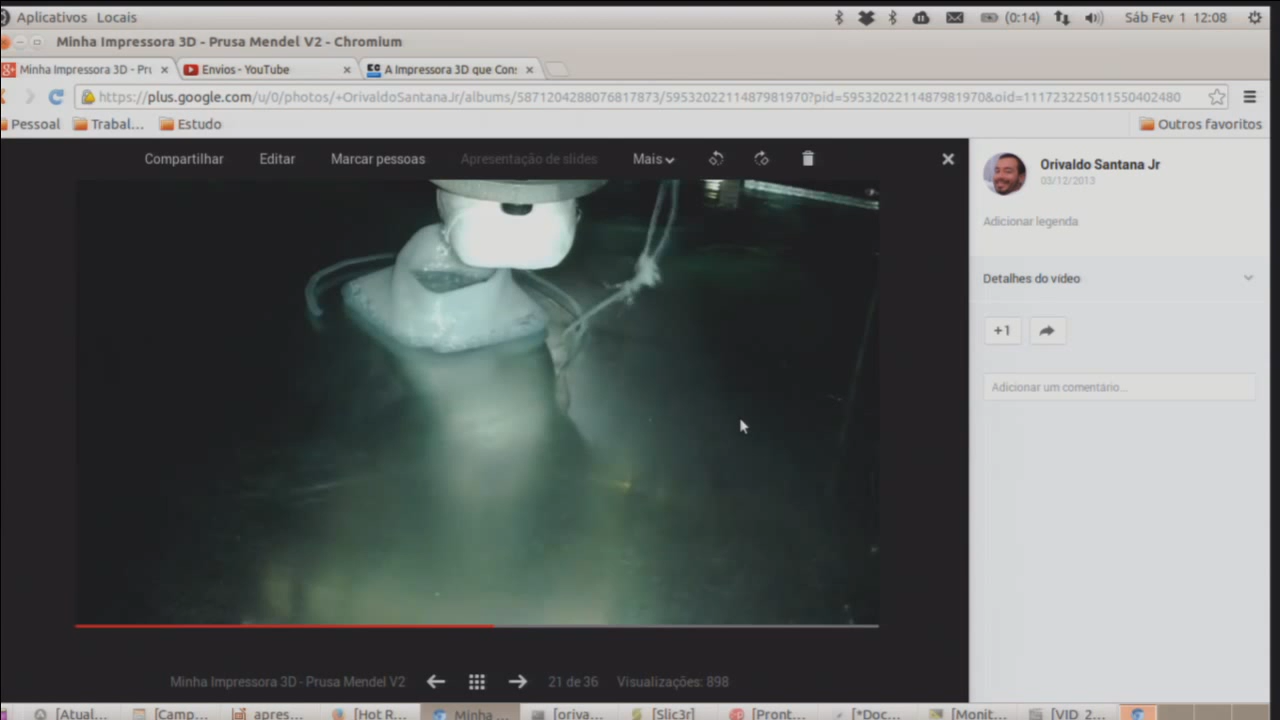 Aplicativos Locais (0:14) Sáb Fev 1 12:08
Minha Impressora 3D - Prusa Mendel V2 - Chromium
Minha Impressora 3D - Pru Envios - YouTube A Impressora 3D que Cons
https://plus.google.com/u/0/photos/+OrivaldoSantanaJr/albums/5871204288076817873/5953202211487981970?pid=5953202211487981970&oid=111723225011550402480
Pessoal Trabal... Estudo Outros favoritos
Compartilhar Editar Marcar pessoas Apresentação de slides Mais
Orivaldo Santana Jr
03/12/2013
Adicionar legenda
Detalhes do vídeo
+1
Adicionar um comentário...
Minha Impressora 3D - Prusa Mendel V2 21 de 36 Visualizações: 898
[Atual... [Camp... apres... [Hot R... Minha ... [oriva... [Slic3r] [Pront... [*Doc... [Monit... [VID_2...